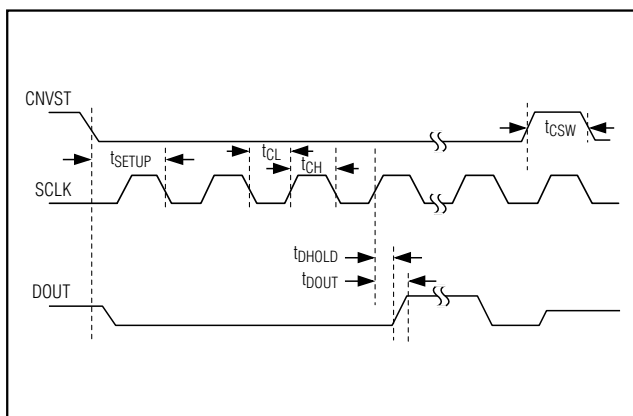 CNVST
tCSW
tSETUP
tCL
tCH
SCLK
tDHOLD
tDOUT
DOUT